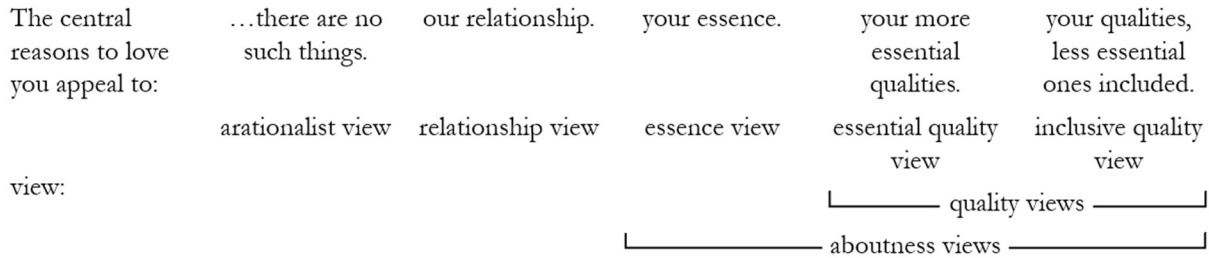 The central …there are no our relationship. your essence. your more your qualities,
reasons to love such things. essential less essential
you appeal to: qualities. ones included.
arationalist view relationship view essence view essential quality inclusive quality
view view
view:
quality views
aboutness views